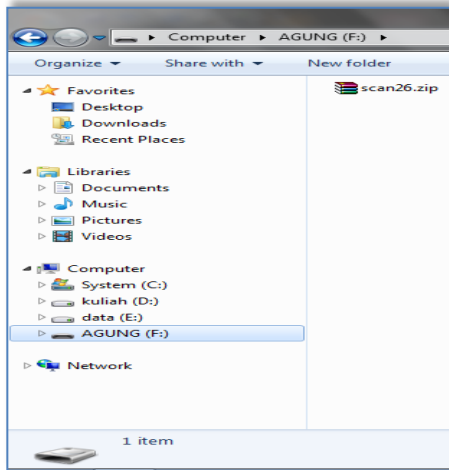 Computer AGUNG (F:)
Organize Share with New folder
Favorites
Desktop
Downloads
Recent Places
Libraries
Documents
Music
Pictures
Videos
Computer
System (C:)
kuliah (D:)
data (E:)
AGUNG (F:)
Network
scan26.zip
1 item